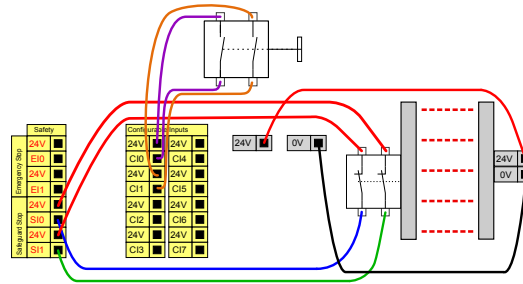 Safety
Emergency Stop
24V
EI0
24V
EI1
Safeguard Stop
24V
SI0
24V
SI1
Configurable Inputs
24V 24V
CI0 CI4
24V 24V
CI1 CI5
24V 24V
CI2 CI6
24V 24V
CI3 CI7
24V 0V
24V
0V